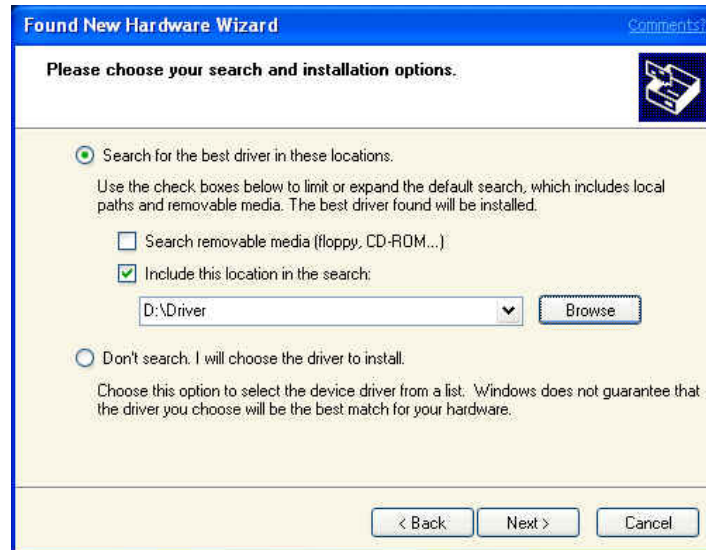 Found New Hardware Wizard
Comments?
Please choose your search and installation options.
Search for the best driver in these locations.
Use the check boxes below to limit or expand the default search, which includes local
paths and removable media. The best driver found will be installed.
Search removable media (floppy, CD-ROM...)
Include this location in the search:
D:\Driver
Browse
Don't search. I will choose the driver to install.
Choose this option to select the device driver from a list. Windows does not guarantee that
the driver you choose will be the best match for your hardware.
< Back
Next >
Cancel